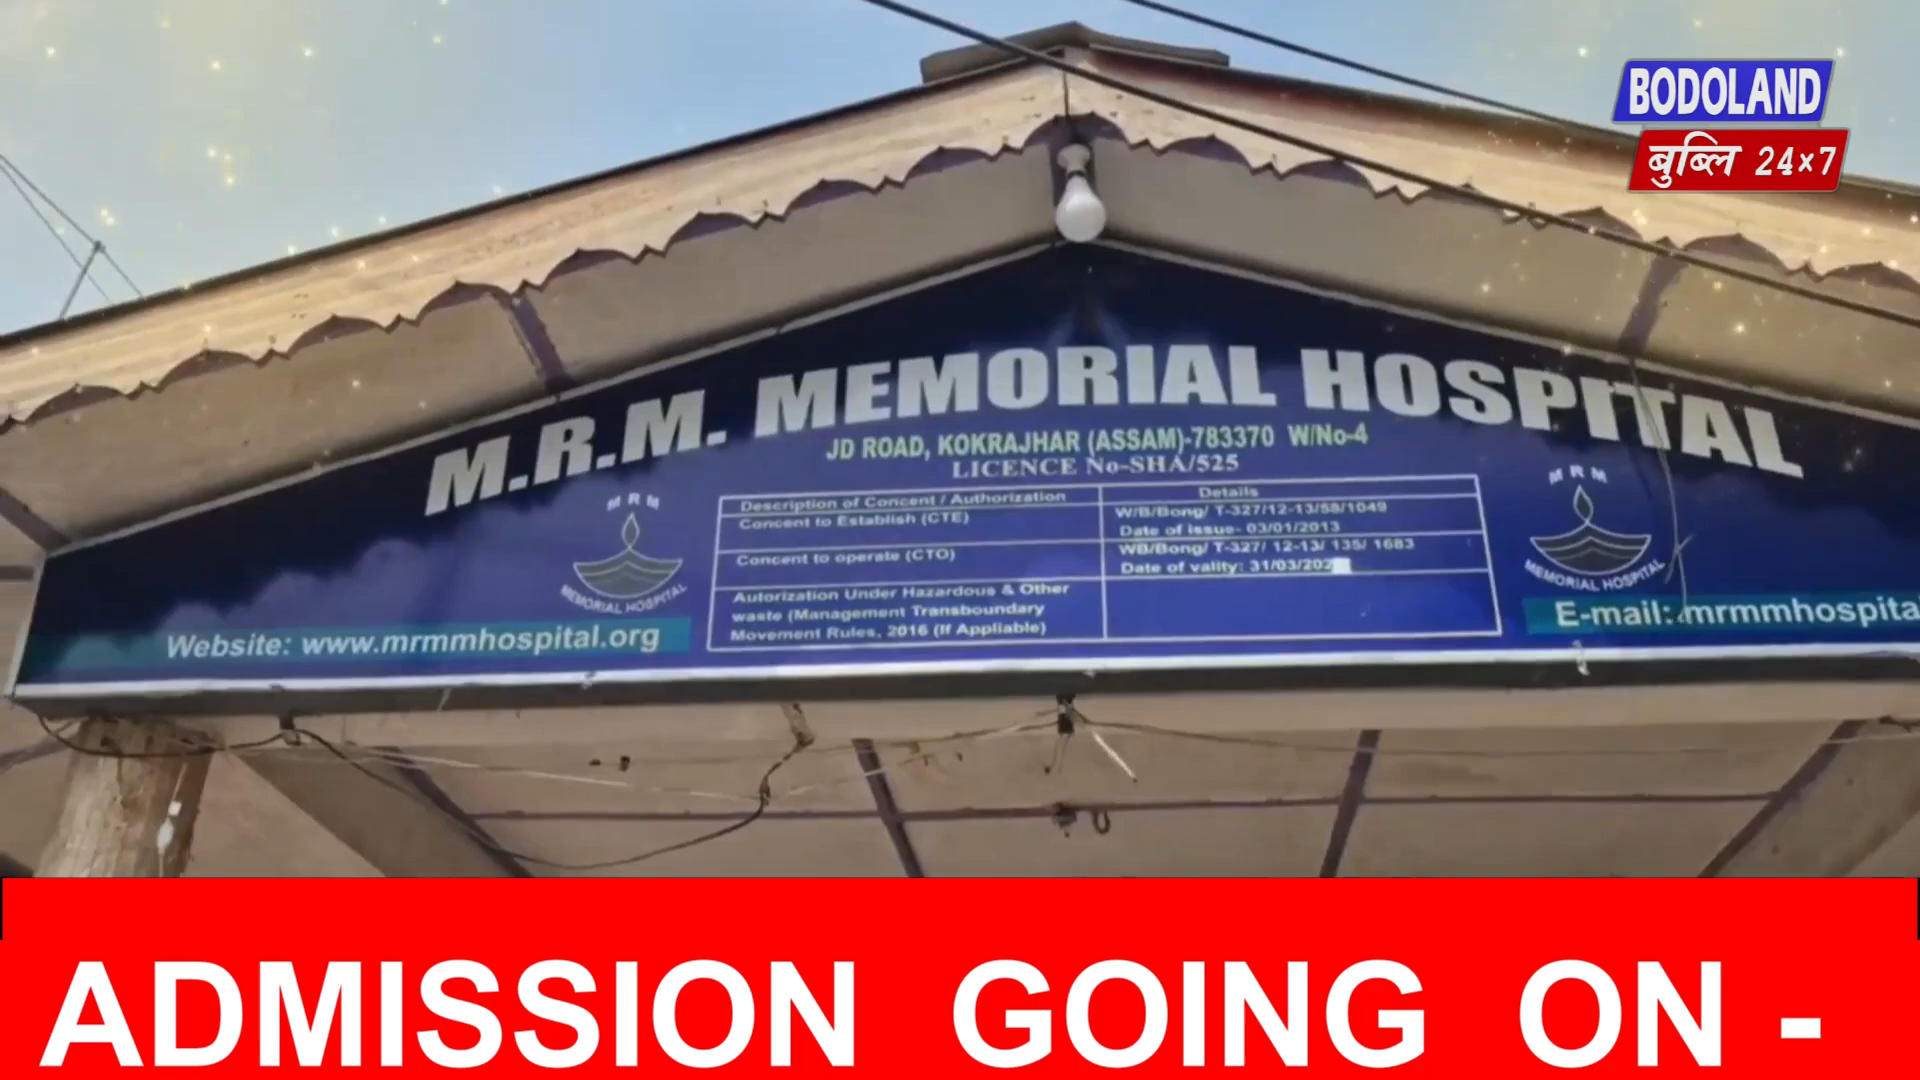 BODOLAND
बुब्लि 24×7
M.R.M. MEMORIAL HOSPITAL
JD ROAD, KOKRAJHAR (ASSAM)-783370 W/No-4
LICENCE No-SHA/525
M R M
MEMORIAL HOSPITAL
Description of Concent / Authorization
Details
Concent to Establish (CTE)
W/B/Bong/ T-327/12-13/58/1049
Date of issue- 03/01/2013
Concent to operate (CTO)
WB/Bong/ T-327/ 12-13/ 135/ 1683
Date of vality: 31/03/202
Autorization Under Hazardous & Other
waste (Management Transboundary
Movement Rules, 2016 (If Appliable)
M R M
MEMORIAL HOSPITAL
Website: www.mrmmhospital.org
E-mail: mrmmhospita
ADMISSION GOING ON -